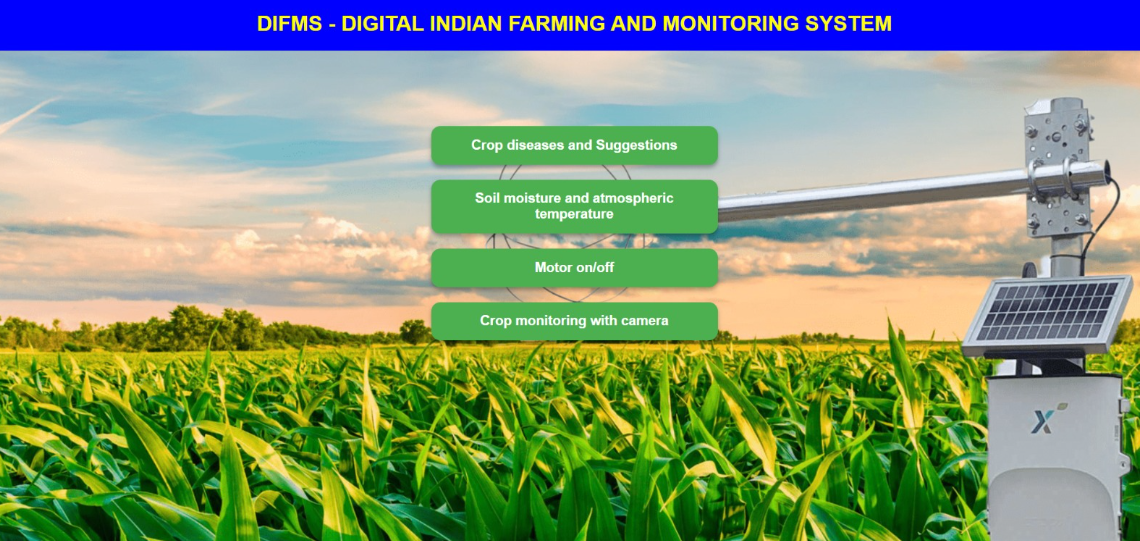 DIFMS - DIGITAL INDIAN FARMING AND MONITORING SYSTEM
Crop diseases and Suggestions
Soil moisture and atmospheric
temperature
Motor on/off
Crop monitoring with camera